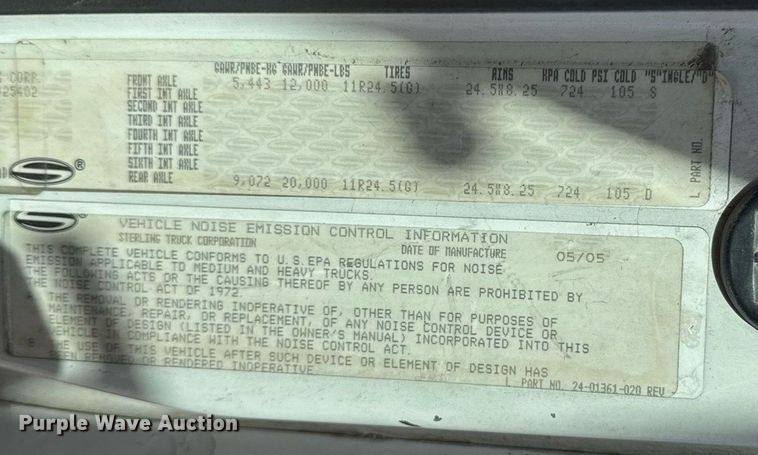 GAWR/PNBE-KG GAWR/PNBE-LBS TIRES RIMS KPA COLD PSI COLD "S"INGLE/"D"
CORP.
25402
FRONT AXLE 5,443 12,000 11R24.5(G) 24.5X8.25 724 105 S
FIRST INT AXLE
SECOND INT AXLE
THIRD INT AXLE
FOURTH INT AXLE
FIFTH INT AXLE
SIXTH INT AXLE
REAR AXLE 9,072 20,000 11R24.5(G) 24.5X8.25 724 105 D
L PART NO.
S ®
S
VEHICLE NOISE EMISSION CONTROL INFORMATION
STERLING TRUCK CORPORATION DATE OF MANUFACTURE 05/05
THIS COMPLETE VEHICLE CONFORMS TO U.S.EPA REGULATIONS FOR NOISE
EMISSION APPLICABLE TO MEDIUM AND HEAVY TRUCKS.
THE FOLLOWING ACTS OR THE CAUSING THEREOF BY ANY PERSON ARE PROHIBITED BY
THE NOISE CONTROL ACT OF 1972
THE REMOVAL OR RENDERING INOPERATIVE OF, OTHER THAN FOR PURPOSES OF
MAINTENANCE, REPAIR, OR REPLACEMENT, OF ANY NOISE CONTROL DEVICE OR
ELEMENT OF DESIGN (LISTED IN THE OWNER'S MANUAL) INCORPORATED INTO THIS
VEHICLE IN COMPLIANCE WITH THE NOISE CONTROL ACT.
B THE USE OF THIS VEHICLE AFTER SUCH DEVICE OR ELEMENT OF DESIGN HAS
BEEN REMOVED OR RENDERED INOPERATIVE
L PART NO. 24-01361-020 REV
Purple Wave Auction